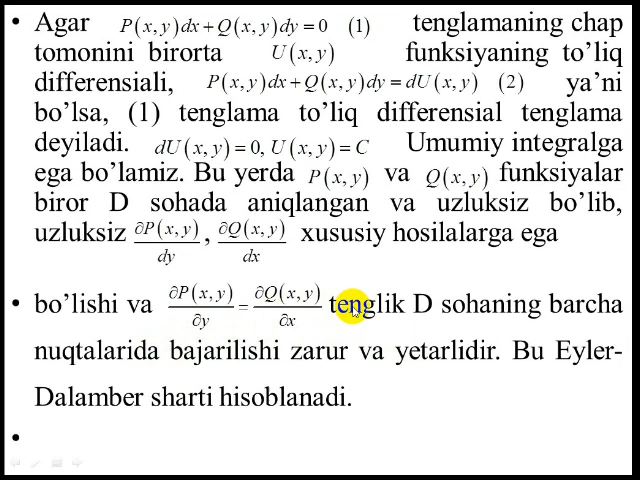 • Agar P(x, y)dx+Q(x, y)dy=0 (1) tenglamaning chap
tomonini birorta U(x, y) funksiyaning to’liq
differensiali, P(x, y)dx+Q(x, y)dy=dU(x, y) (2) ya’ni
bo’lsa, (1) tenglama to’liq differensial tenglama
deyiladi. dU(x, y)=0, U(x, y)=C Umumiy integralga
ega bo’lamiz. Bu yerda P(x, y) va Q(x, y) funksiyalar
biror D sohada aniqlangan va uzluksiz bo’lib,
uzluksiz ∂P(x, y)/dy , ∂Q(x, y)/dx xususiy hosilalarga ega
• bo’lishi va ∂P(x, y)/∂y = ∂Q(x, y)/∂x tenglik D sohaning barcha
nuqtalarida bajarilishi zarur va yetarlidir. Bu Eyler-
Dalamber sharti hisoblanadi.
•